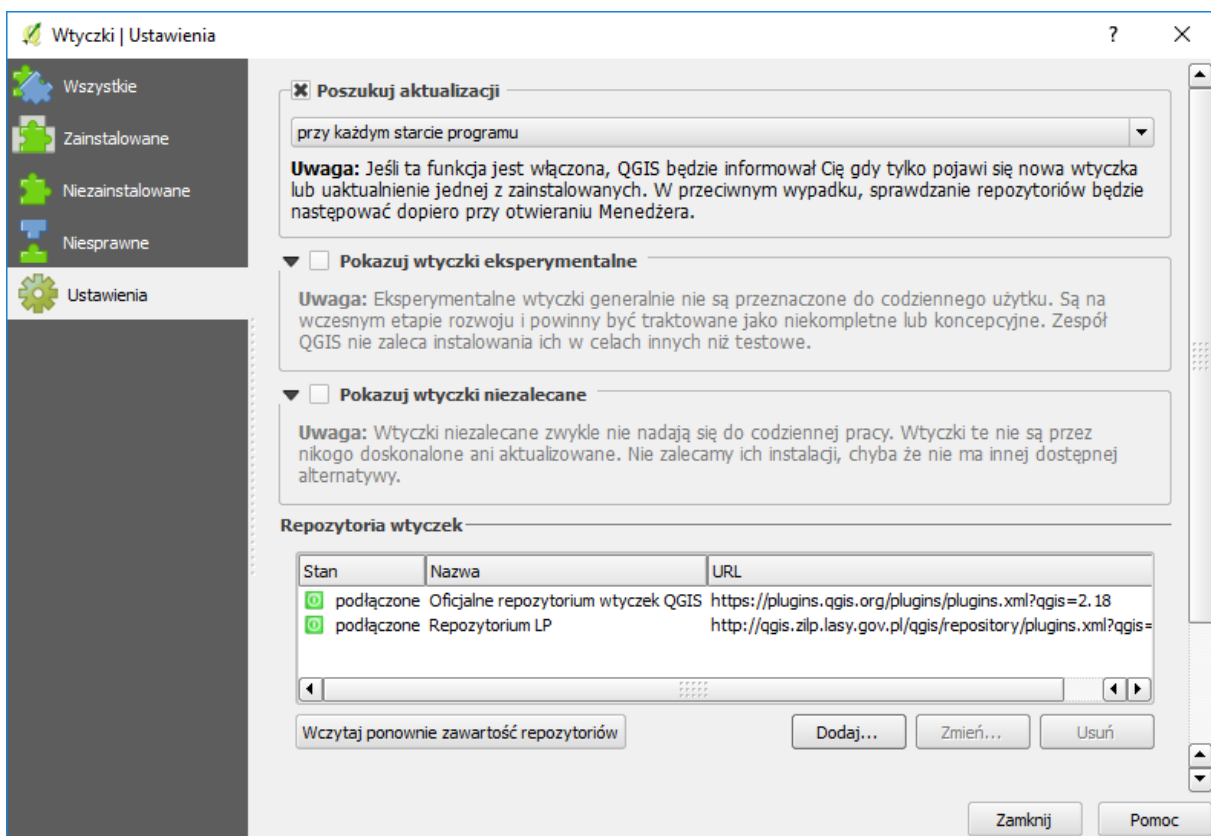 Wtyczki | Ustawienia
?
Wszystkie
Zainstalowane
Niezainstalowane
Niesprawne
Ustawienia
Poszukuj aktualizacji
przy każdym starcie programu
Uwaga: Jeśli ta funkcja jest włączona, QGIS będzie informował Cię gdy tylko pojawi się nowa wtyczka
lub uaktualnienie jednej z zainstalowanych. W przeciwnym wypadku, sprawdzanie repozytoriów będzie
następować dopiero przy otwieraniu Menedżera.
Pokazuj wtyczki eksperymentalne
Uwaga: Eksperymentalne wtyczki generalnie nie są przeznaczone do codziennego użytku. Są na
wczesnym etapie rozwoju i powinny być traktowane jako niekompletne lub koncepcyjne. Zespół
QGIS nie zaleca instalowania ich w celach innych niż testowe.
Pokazuj wtyczki niezalecane
Uwaga: Wtyczki niezalecane zwykle nie nadają się do codziennej pracy. Wtyczki te nie są przez
nikogo doskonalone ani aktualizowane. Nie zalecamy ich instalacji, chyba że nie ma innej dostępnej
alternatywy.
Repozytoria wtyczek
Stan Nazwa URL
podłączone Oficjalne repozytorium wtyczek QGIS https://plugins.qgis.org/plugins/plugins.xml?qgis=2.18
podłączone Repozytorium LP http://qgis.zilp.lasy.gov.pl/qgis/repository/plugins.xml?qgis=
Wczytaj ponownie zawartość repozytoriów Dodaj... Zmień... Usuń
Zamknij Pomoc